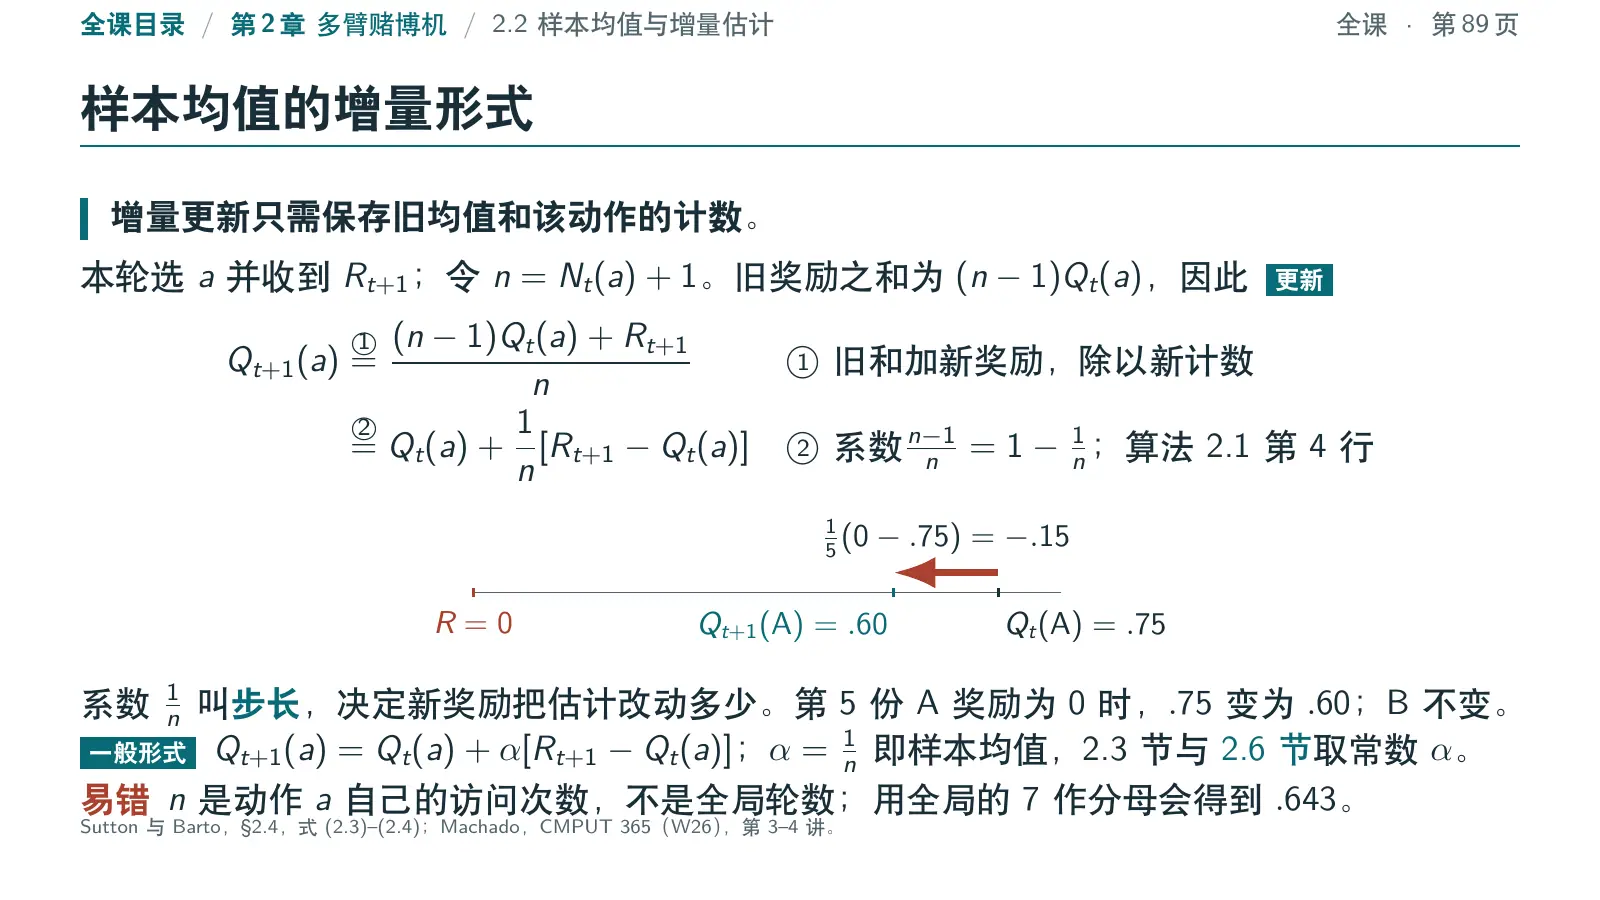 全课目录 / 第2章 多臂赌博机 / 2.2 样本均值与增量估计
全课 · 第89页
样本均值的增量形式
增量更新只需保存旧均值和该动作的计数。
本轮选 a 并收到 R_{t+1}；令 n = N_t(a) + 1。旧奖励之和为 (n − 1)Q_t(a)，因此 更新
Q_{t+1}(a) \overset{①}{=} \frac{(n − 1)Q_t(a) + R_{t+1}}{n} ① 旧和加新奖励，除以新计数
\overset{②}{=} Q_t(a) + \frac{1}{n}[R_{t+1} − Q_t(a)] ② 系数\frac{n−1}{n} = 1 − \frac{1}{n}；算法 2.1 第 4 行
\frac{1}{5}(0 − .75) = −.15
R = 0 Q_{t+1}(A) = .60 Q_t(A) = .75
系数 \frac{1}{n} 叫步长，决定新奖励把估计改动多少。第 5 份 A 奖励为 0 时，.75 变为 .60；B 不变。
一般形式 Q_{t+1}(a) = Q_t(a) + α[R_{t+1} − Q_t(a)]；α = \frac{1}{n} 即样本均值，2.3 节与 2.6 节取常数 α。
易错 n 是动作 a 自己的访问次数，不是全局轮数；用全局的 7 作分母会得到 .643。
Sutton 与 Barto，§2.4，式 (2.3)–(2.4)；Machado，CMPUT 365（W26），第 3–4 讲。